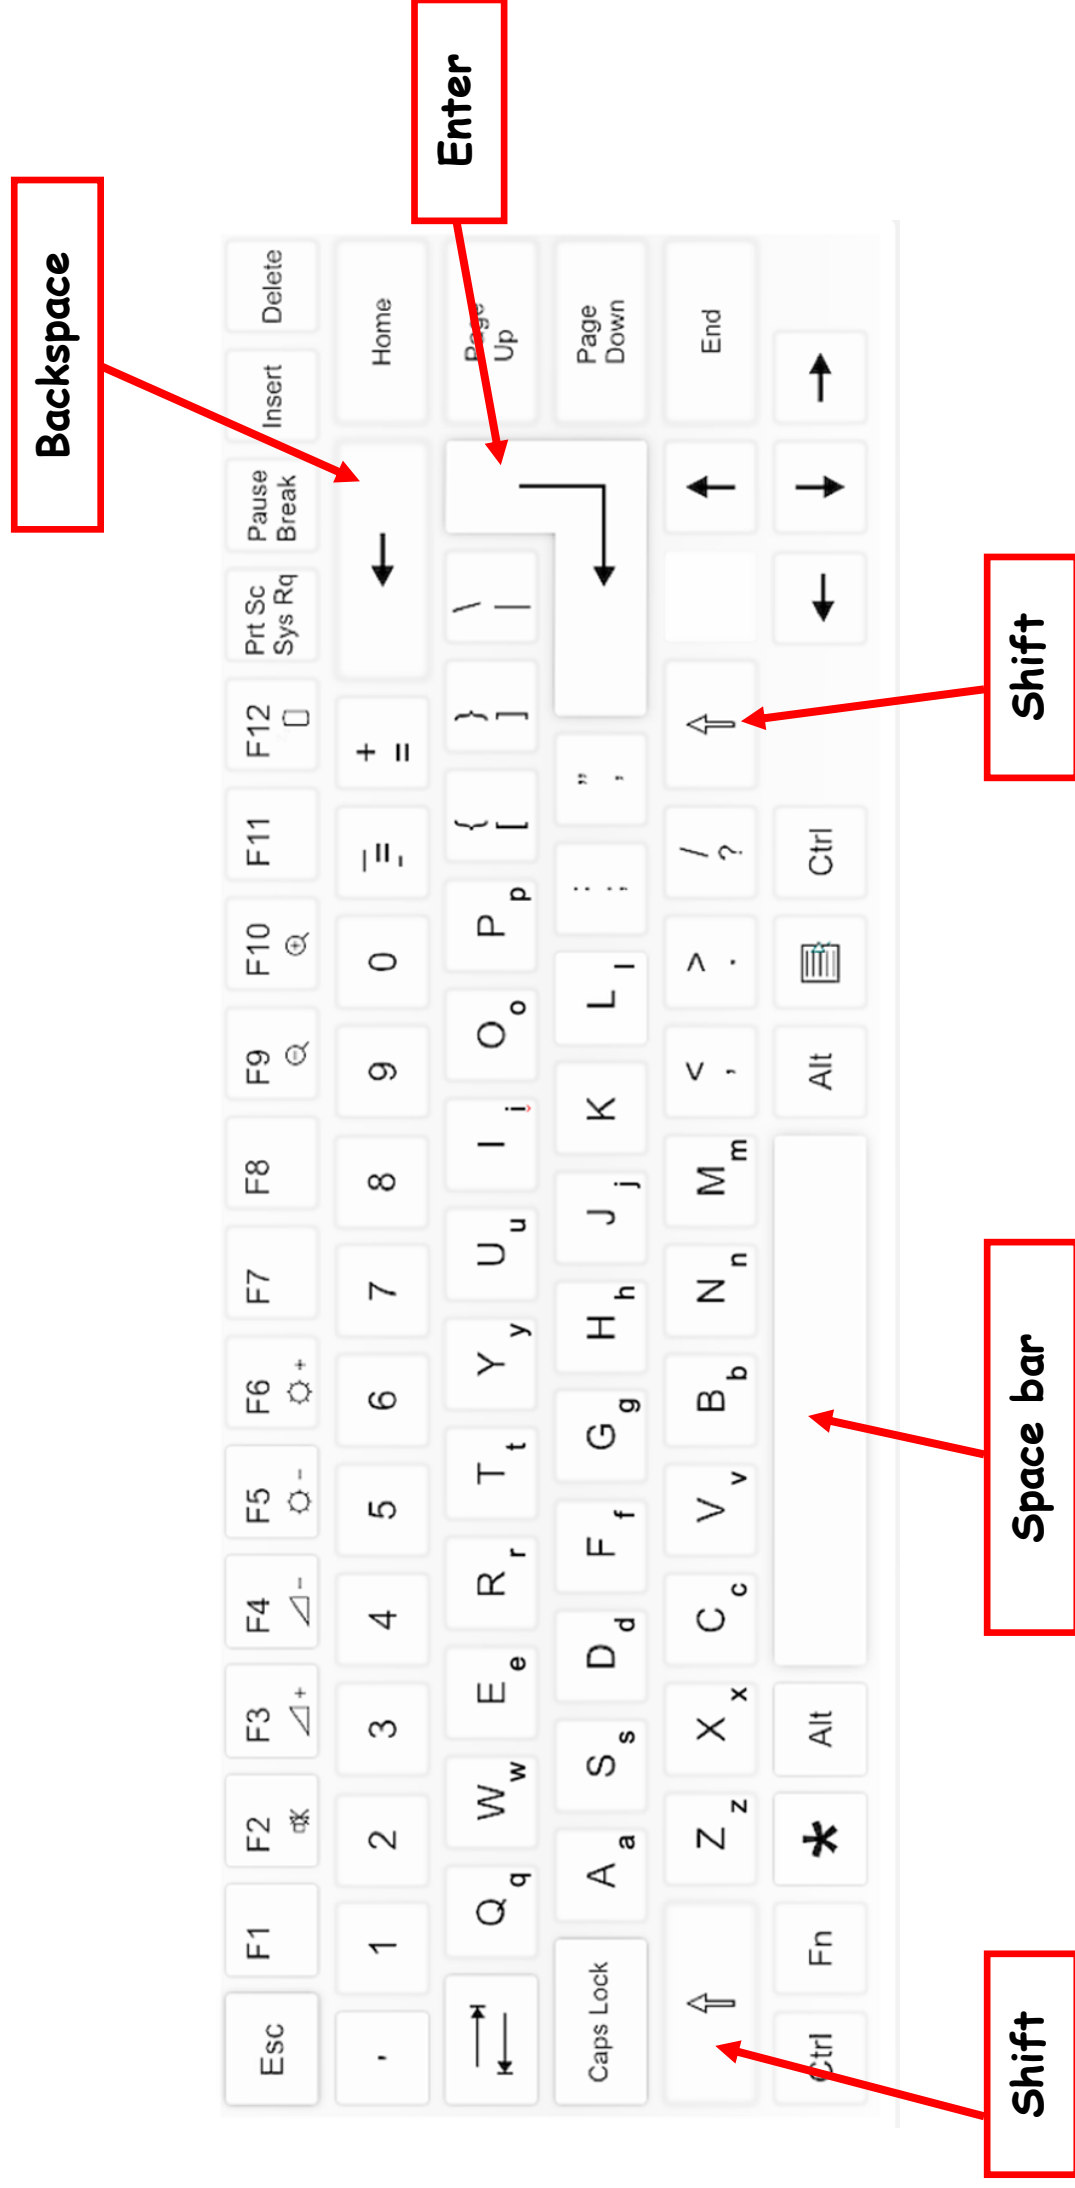 Backspace
Enter
Esc
F1
F2
F3
F4
F5
F6
F7
F8
F9
F10
F11
F12
Prt Sc
Sys Rq
Pause
Break
Insert
Delete
'
1
2
3
4
5
6
7
8
9
0
_
=
-
+
=
Home
Q q
W w
E e
R r
T t
Y y
U u
I i
O o
P p
{
[
}
]
\
|
Page
Up
Caps Lock
A a
S s
D d
F f
G g
H h
J j
K
L l
:
;
"
,
Page
Down
Z z
X x
C c
V v
B b
N n
M m
<
,
>
.
/
?
End
Ctrl
Fn
*
Alt
Alt
Ctrl
Shift
Space bar
Shift